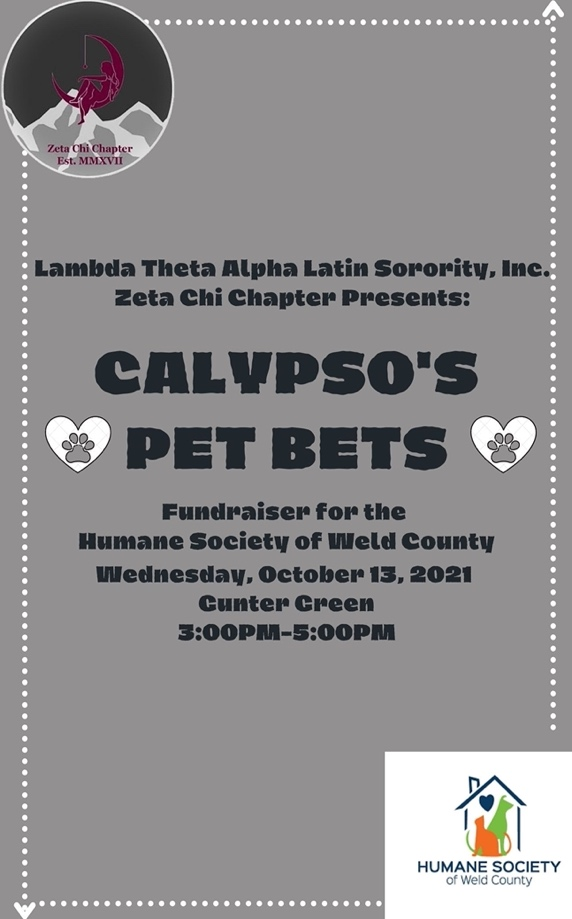 Zeta Chi Chapter
Est. MMXVII
Lambda Theta Alpha Latin Sorority, Inc.
Zeta Chi Chapter Presents:
CALYPSO'S
PET BETS
Fundraiser for the
Humane Society of Weld County
Wednesday, October 13, 2021
Gunter Green
3:00PM-5:00PM
HUMANE SOCIETY
of Weld County